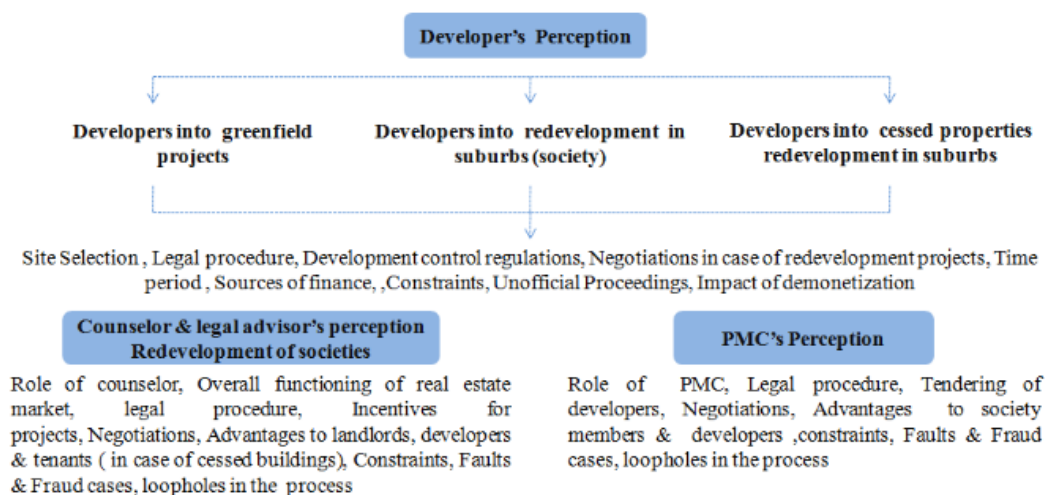 Developer's Perception
Developers into greenfield
projects
Developers into redevelopment in
suburbs (society)
Developers into cessed properties
redevelopment in suburbs
Site Selection , Legal procedure, Development control regulations, Negotiations in case of redevelopment projects, Time
period , Sources of finance, ,Constraints, Unofficial Proceedings, Impact of demonetization
Counselor & legal advisor's perception
Redevelopment of societies
Role of counselor, Overall functioning of real estate
market, legal procedure, Incentives for
projects, Negotiations, Advantages to landlords, developers
& tenants ( in case of cessed buildings), Constraints, Faults
& Fraud cases, loopholes in the process
PMC's Perception
Role of PMC, Legal procedure, Tendering of
developers, Negotiations, Advantages to society
members & developers ,constraints, Faults & Fraud
cases, loopholes in the process